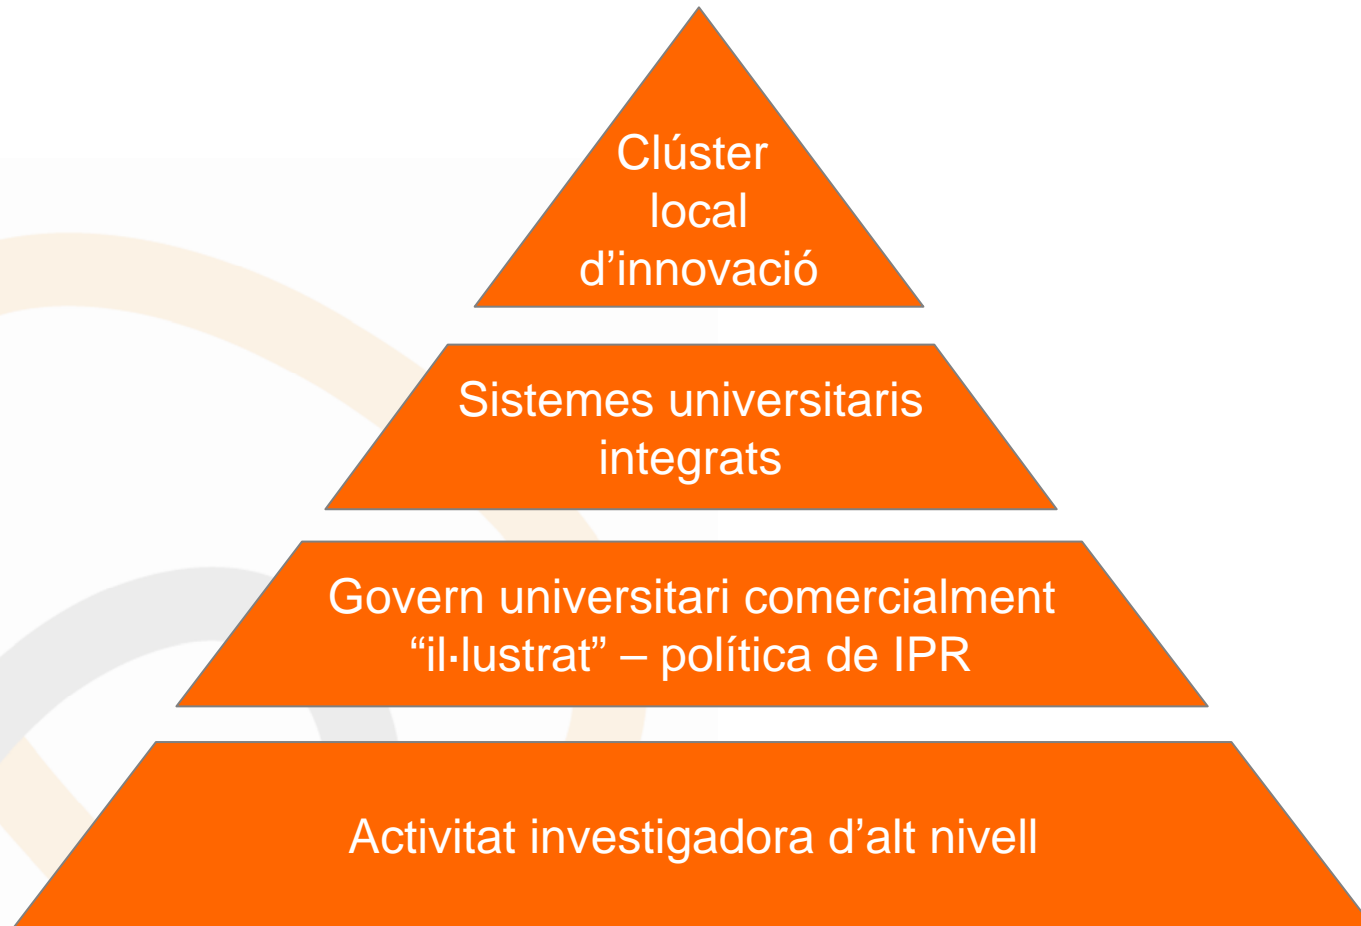 Clúster
local
d’innovació
Sistemes universitaris
integrats
Govern universitari comercialment
“il·lustrat” – política de IPR
Activitat investigadora d’alt nivell